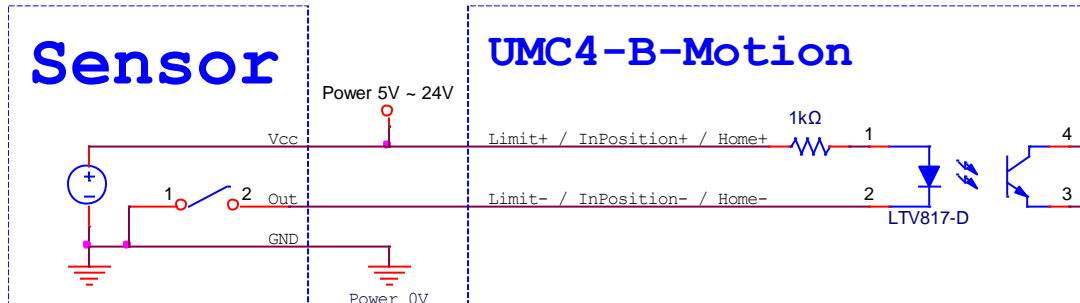 Sensor
UMC4-B-Motion
Power 5V ~ 24V
1kΩ
Vcc
Limit+ / InPosition+ / Home+
1
4
+
−
1
2
Out
Limit- / InPosition- / Home-
2
3
LTV817-D
GND
Power 0V